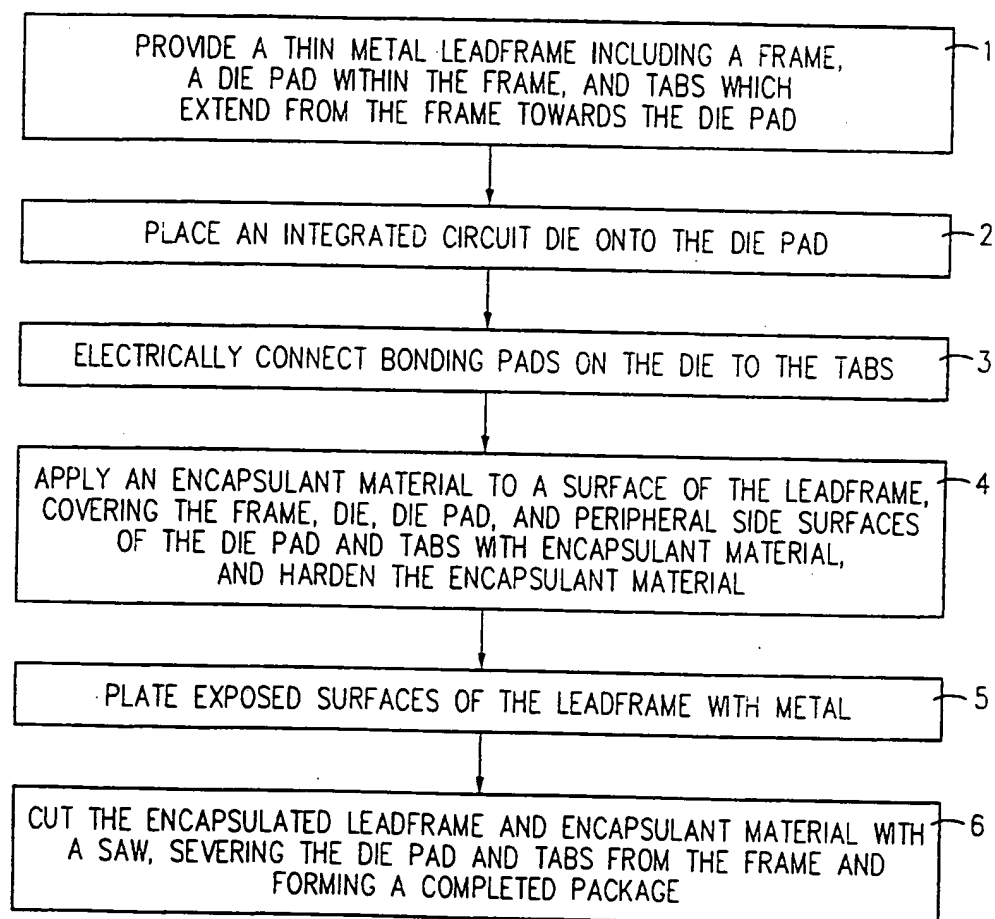 PROVIDE A THIN METAL LEADFRAME INCLUDING A FRAME,
A DIE PAD WITHIN THE FRAME, AND TABS WHICH
EXTEND FROM THE FRAME TOWARDS THE DIE PAD
1
PLACE AN INTEGRATED CIRCUIT DIE ONTO THE DIE PAD
2
ELECTRICALLY CONNECT BONDING PADS ON THE DIE TO THE TABS
3
APPLY AN ENCAPSULANT MATERIAL TO A SURFACE OF THE LEADFRAME,
COVERING THE FRAME, DIE, DIE PAD, AND PERIPHERAL SIDE SURFACES
OF THE DIE PAD AND TABS WITH ENCAPSULANT MATERIAL,
AND HARDEN THE ENCAPSULANT MATERIAL
4
PLATE EXPOSED SURFACES OF THE LEADFRAME WITH METAL
5
CUT THE ENCAPSULATED LEADFRAME AND ENCAPSULANT MATERIAL WITH
A SAW, SEVERING THE DIE PAD AND TABS FROM THE FRAME AND
FORMING A COMPLETED PACKAGE
6